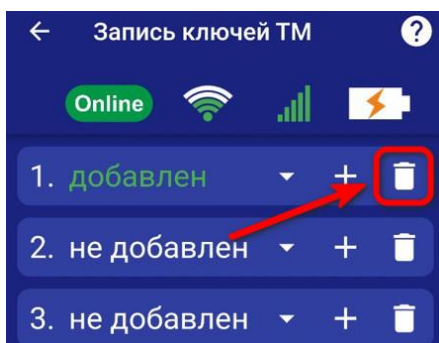 Запись ключей ТМ ?
Online
1. добавлен
2. не добавлен
3. не добавлен